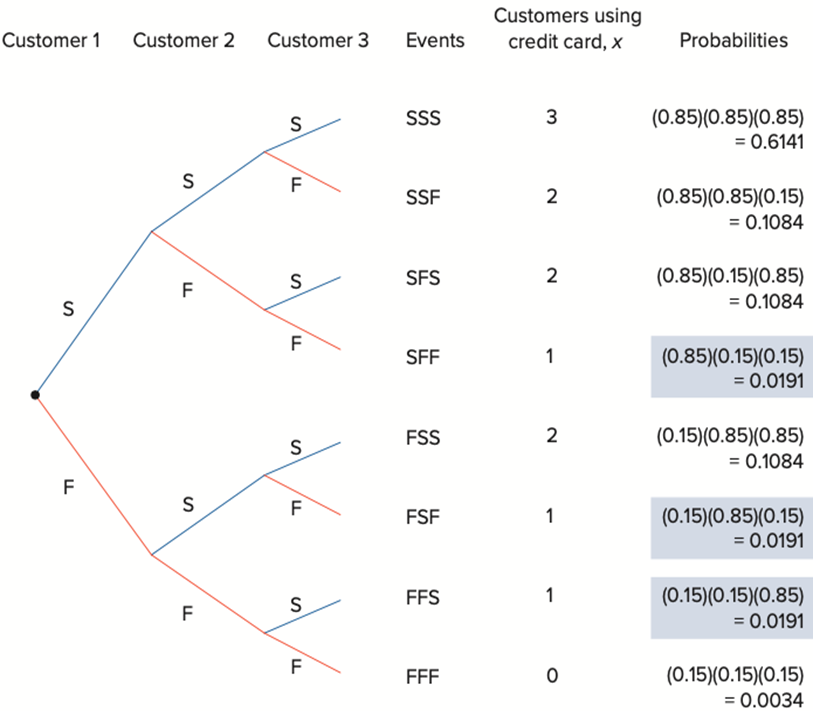 Customer 1 Customer 2 Customer 3 Events Customers using credit card, x Probabilities
S
SSS 3 (0.85)(0.85)(0.85)
= 0.6141
S
F
SSF 2 (0.85)(0.85)(0.15)
= 0.1084
S
SFS 2 (0.85)(0.15)(0.85)
= 0.1084
F
S
F
SFF 1 (0.85)(0.15)(0.15)
= 0.0191
S
FSS 2 (0.15)(0.85)(0.85)
= 0.1084
F
S
F
FSF 1 (0.15)(0.85)(0.15)
= 0.0191
S
FFS 1 (0.15)(0.15)(0.85)
= 0.0191
F
F
FFF 0 (0.15)(0.15)(0.15)
= 0.0034